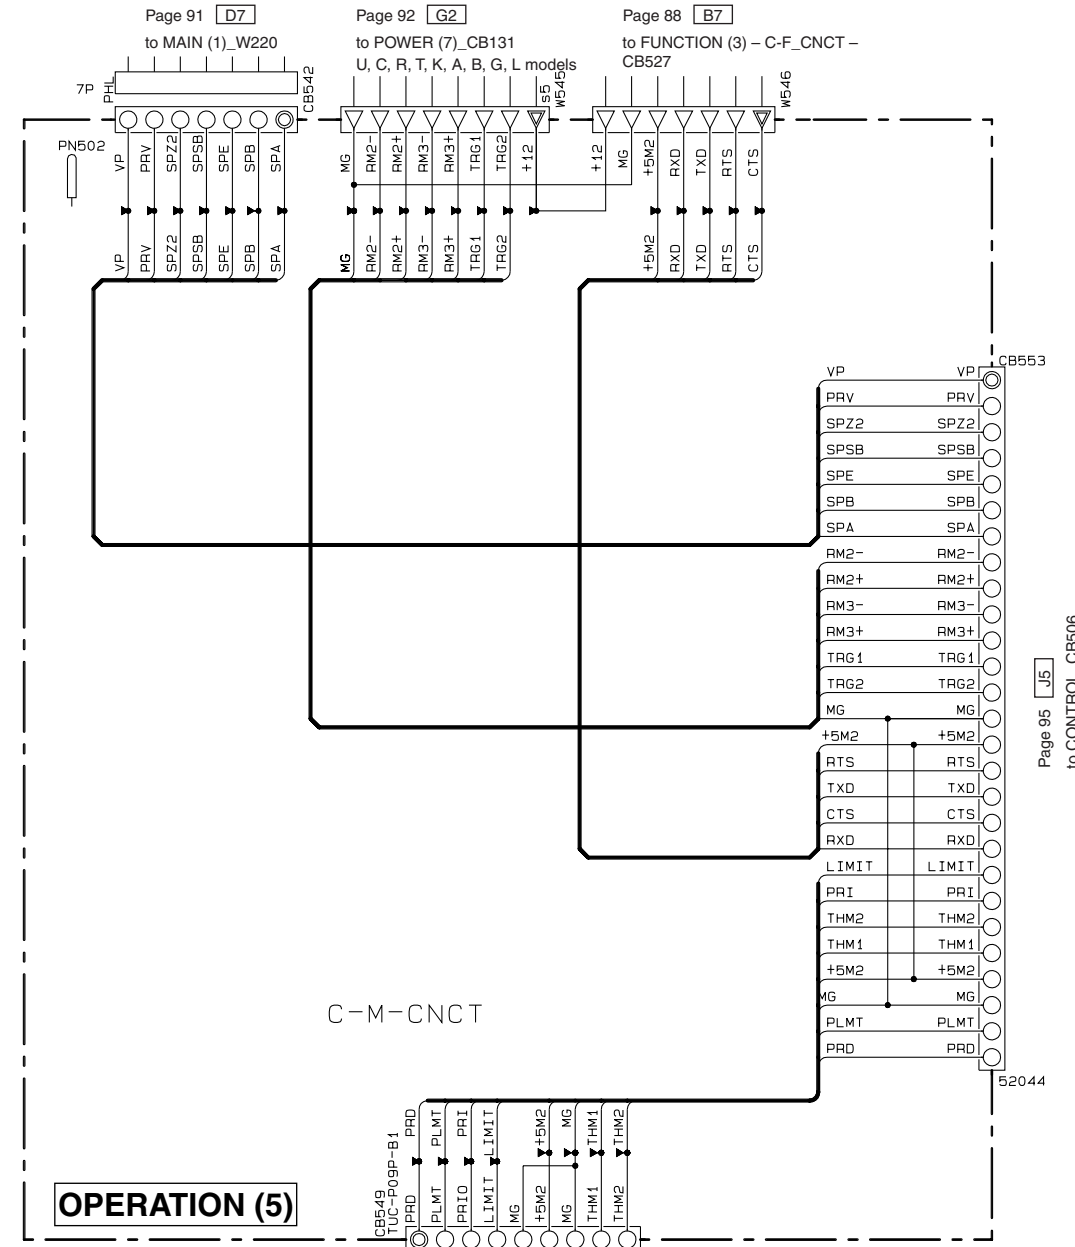 Page 91 D7
to MAIN (1)_W220
Page 92 G2
to POWER (7)_CB131
U, C, R, T, K, A, B, G, L models
Page 88 B7
to FUNCTION (3) – C-F_CNCT –
CB527
7P
PHL
CB542
s5
W545
W546
PN502
VP
PRV
SPZ2
SPSB
SPE
SPB
SPA
MG
RM2-
RM2+
RM3-
RM3+
TRG1
TRG2
+12
+12
MG
+5M2
RXD
TXD
RTS
CTS
VP
PRV
SPZ2
SPSB
SPE
SPB
SPA
MG
RM2-
RM2+
RM3-
RM3+
TRG1
TRG2
+5M2
RXD
TXD
RTS
CTS
CB553
VP VP
PRV PRV
SPZ2 SPZ2
SPSB SPSB
SPE SPE
SPB SPB
SPA SPA
RM2- RM2-
RM2+ RM2+
RM3- RM3-
RM3+ RM3+
TRG1 TRG1
TRG2 TRG2
MG MG
+5M2 +5M2
RTS RTS
TXD TXD
CTS CTS
RXD RXD
LIMIT LIMIT
PRI PRI
THM2 THM2
THM1 THM1
+5M2 +5M2
MG MG
PLMT PLMT
PRD PRD
52044
Page 95 J5
to CONTROL_CB506
C-M-CNCT
PRD
PLMT
PRI
LIMIT
+5M2
MG
THM1
THM2
CB549
TUC-P09P-B1
PRD
PLMT
PRIO
LIMIT
MG
+5M2
MG
THM1
THM2
OPERATION (5)